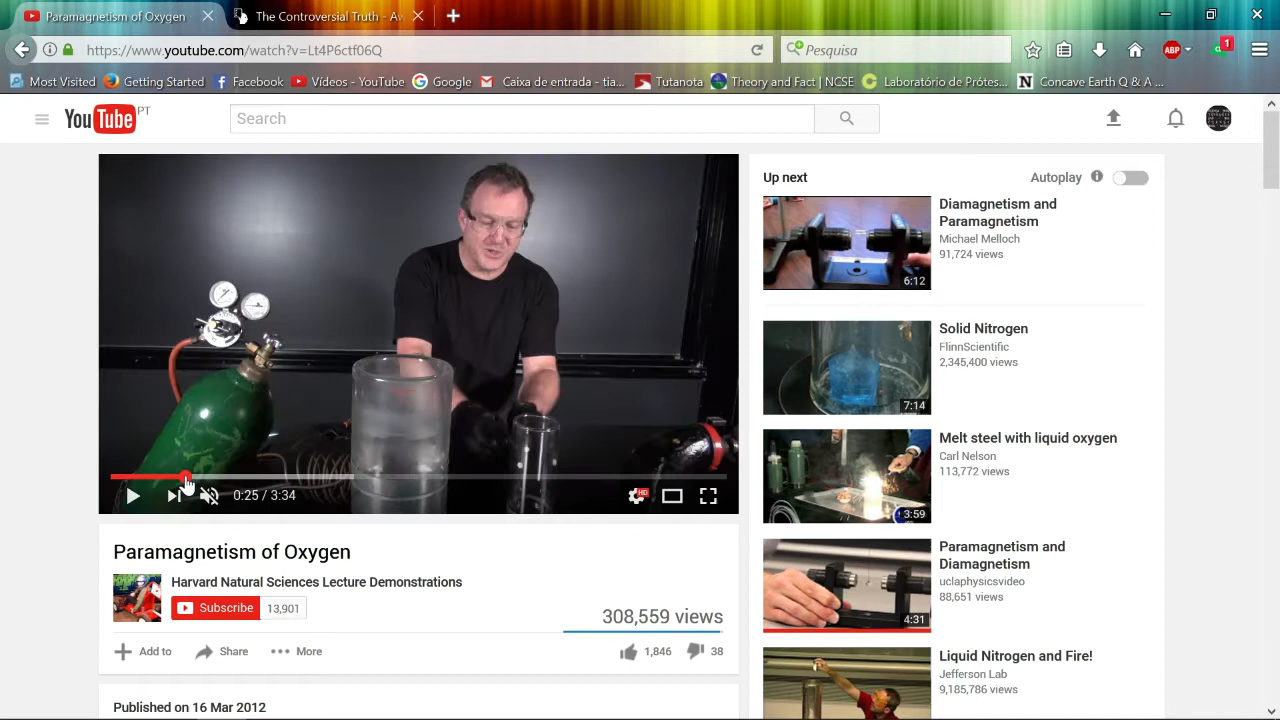 Paramagnetism of Oxygen
The Controversial Truth - Aw
https://www.youtube.com/watch?v=Lt4P6ctf06Q
Pesquisa
ABP
1
Most Visited
Getting Started
Facebook
Vídeos - YouTube
Google
Caixa de entrada - tia...
Tutanota
Theory and Fact | NCSE
Laboratório de Prótes...
Concave Earth Q & A ...
YouTube PT
Search
Up next
Autoplay
Diamagnetism and
Paramagnetism
Michael Melloch
91,724 views
6:12
Solid Nitrogen
FlinnScientific
2,345,400 views
7:14
Melt steel with liquid oxygen
Carl Nelson
113,772 views
3:59
Paramagnetism and
Diamagnetism
uclaphysicsvideo
88,651 views
4:31
Liquid Nitrogen and Fire!
Jefferson Lab
9,185,786 views
0:25 / 3:34
HD
Paramagnetism of Oxygen
Harvard Natural Sciences Lecture Demonstrations
Subscribe 13,901
308,559 views
Add to Share More
1,846 38
Published on 16 Mar 2012